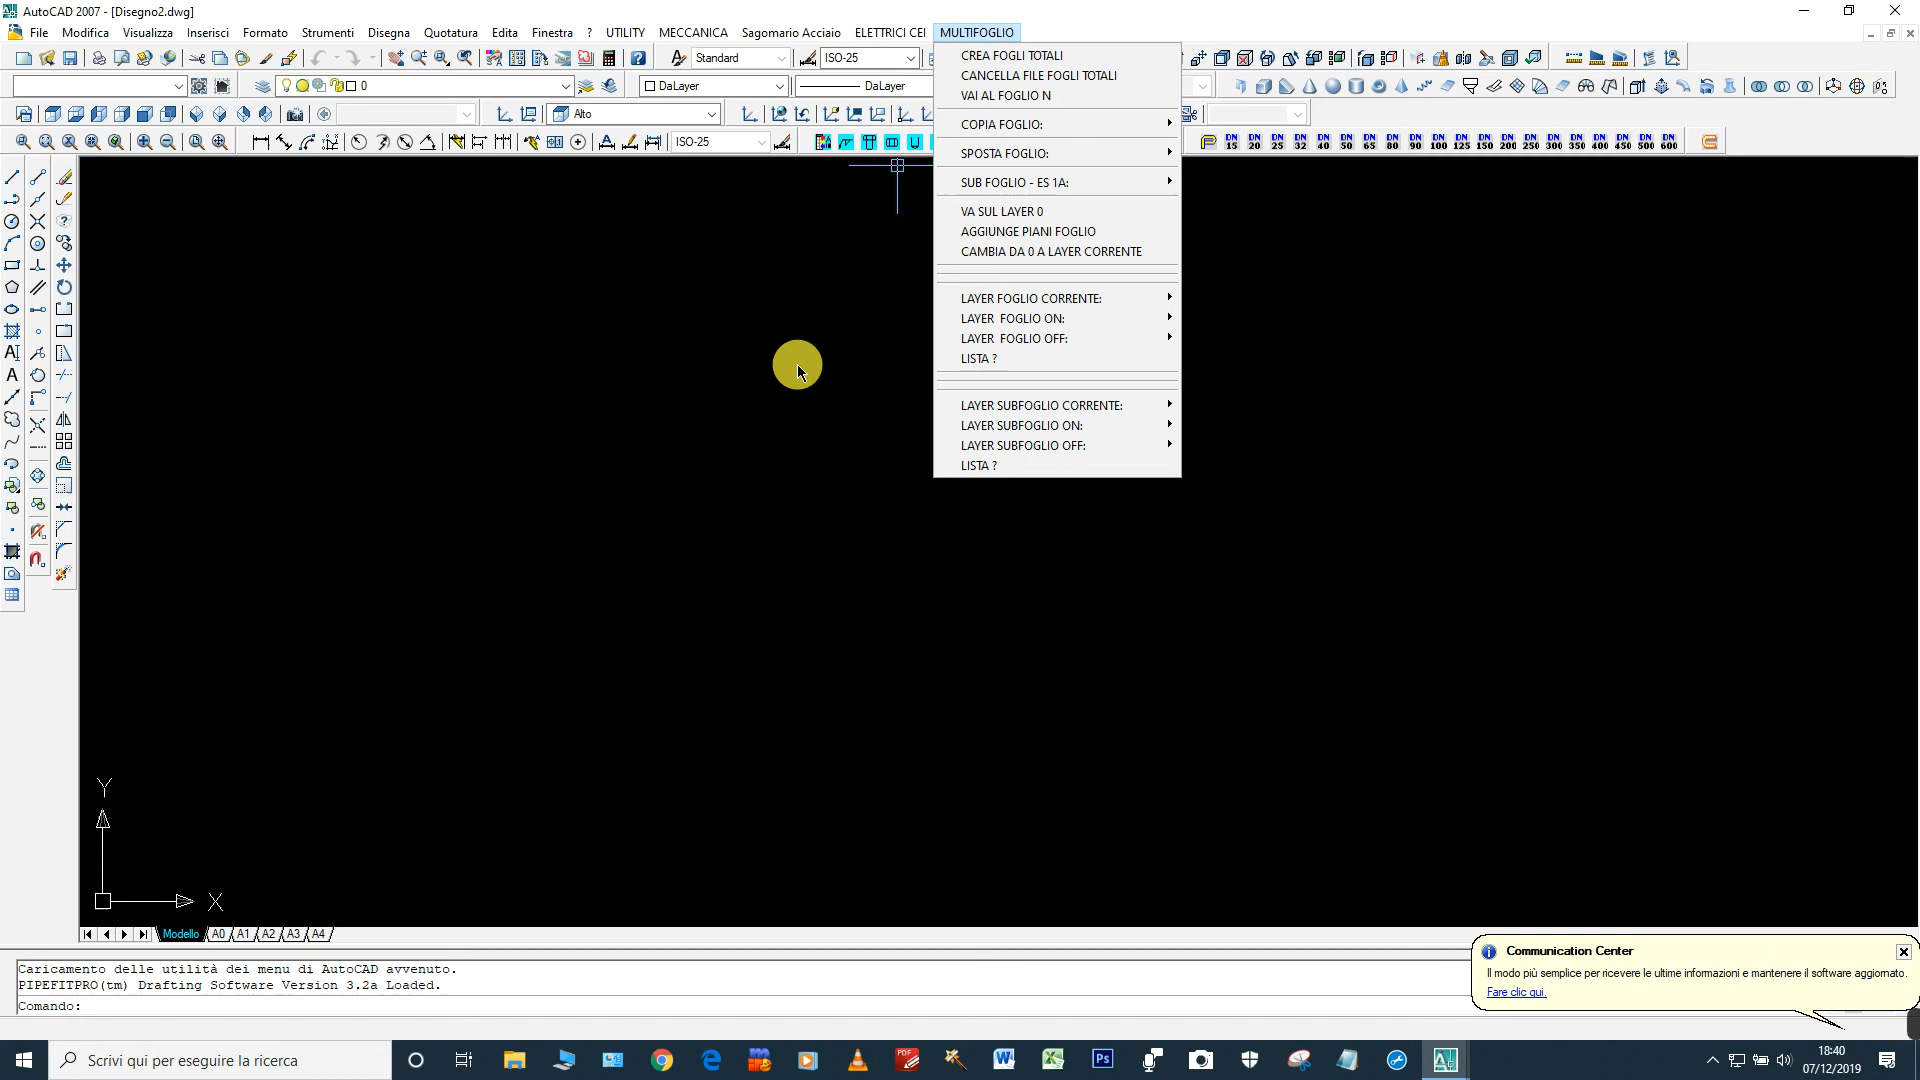 AutoCAD 2007 - [Disegno2.dwg]
File Modifica Visualizza Inserisci Formato Strumenti Disegna Quotatura Edita Finestra ? UTILITY MECCANICA Sagomario Acciaio ELETTRICI CEI MULTIFOGLIO
Standard ISO-25
0 DaLayer DaLayer
Alto
ISO-25
DN 15 DN 20 DN 25 DN 32 DN 40 DN 50 DN 65 DN 80 DN 90 DN 100 DN 125 DN 150 DN 200 DN 250 DN 300 DN 350 DN 400 DN 450 DN 500 DN 600
CREA FOGLI TOTALI
CANCELLA FILE FOGLI TOTALI
VAI AL FOGLIO N
COPIA FOGLIO:
SPOSTA FOGLIO:
SUB FOGLIO - ES 1A:
VA SUL LAYER 0
AGGIUNGE PIANI FOGLIO
CAMBIA DA 0 A LAYER CORRENTE
LAYER FOGLIO CORRENTE:
LAYER FOGLIO ON:
LAYER FOGLIO OFF:
LISTA ?
LAYER SUBFOGLIO CORRENTE:
LAYER SUBFOGLIO ON:
LAYER SUBFOGLIO OFF:
LISTA ?
Y
X
Modello A0 A1 A2 A3 A4
Caricamento delle utilità dei menu di AutoCAD avvenuto.
PIPEFITPRO(tm) Drafting Software Version 3.2a Loaded.
Comando:
Communication Center
Il modo più semplice per ricevere le ultime informazioni e mantenere il software aggiornato.
Fare clic qui.
Scrivi qui per eseguire la ricerca
18:40
07/12/2019